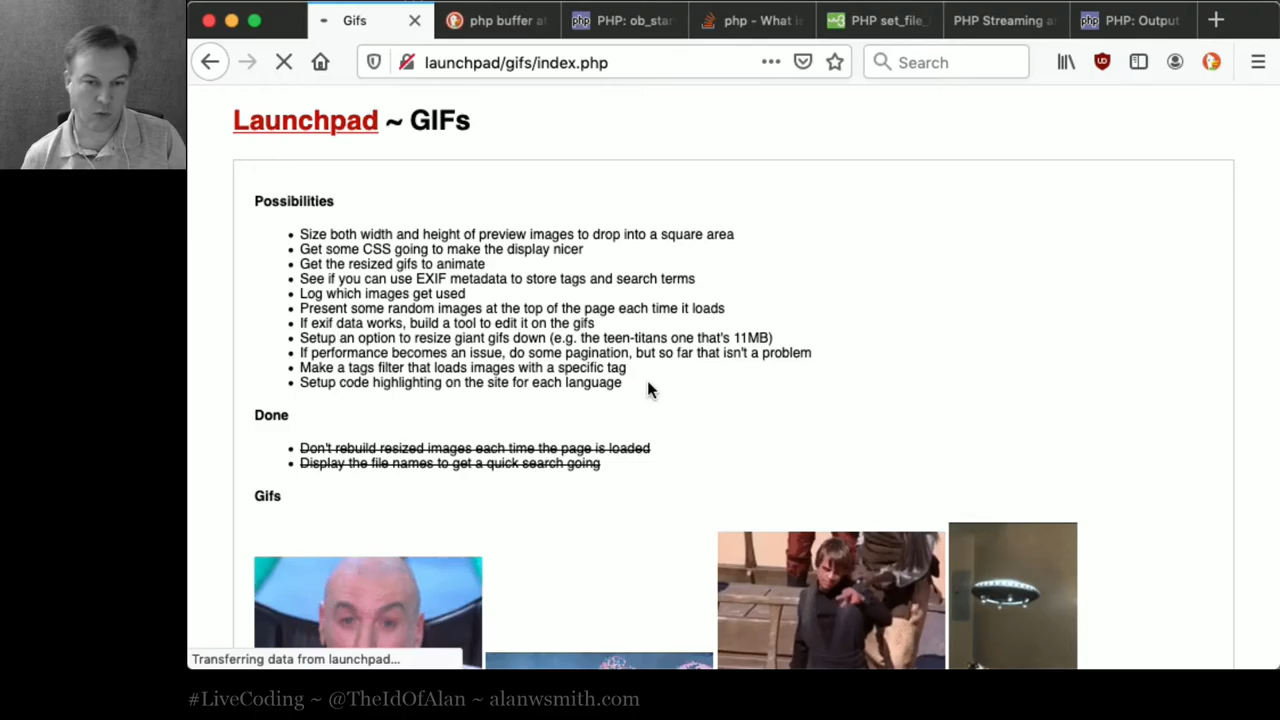 Gifs
php buffer at
PHP: ob_star
php - What is
PHP set_file_
PHP Streaming a
PHP: Output
launchpad/gifs/index.php
Search
Launchpad ~ GIFs
Possibilities
Size both width and height of preview images to drop into a square area
Get some CSS going to make the display nicer
Get the resized gifs to animate
See if you can use EXIF metadata to store tags and search terms
Log which images get used
Present some random images at the top of the page each time it loads
If exif data works, build a tool to edit it on the gifs
Setup an option to resize giant gifs down (e.g. the teen-titans one that's 11MB)
If performance becomes an issue, do some pagination, but so far that isn't a problem
Make a tags filter that loads images with a specific tag
Setup code highlighting on the site for each language
Done
Don't rebuild resized images each time the page is loaded
Display the file names to get a quick search going
Gifs
Transferring data from launchpad...
#LiveCoding ~ @TheIdOfAlan ~ alanwsmith.com